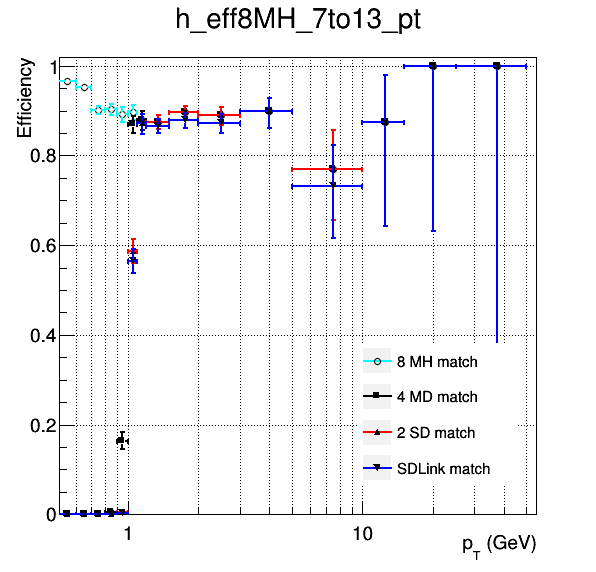 h_eff8MH_7to13_pt
Efficiency
1
0.8
0.6
0.4
0.2
0
8 MH match
4 MD match
2 SD match
SDLink match
1
10
p_T (GeV)